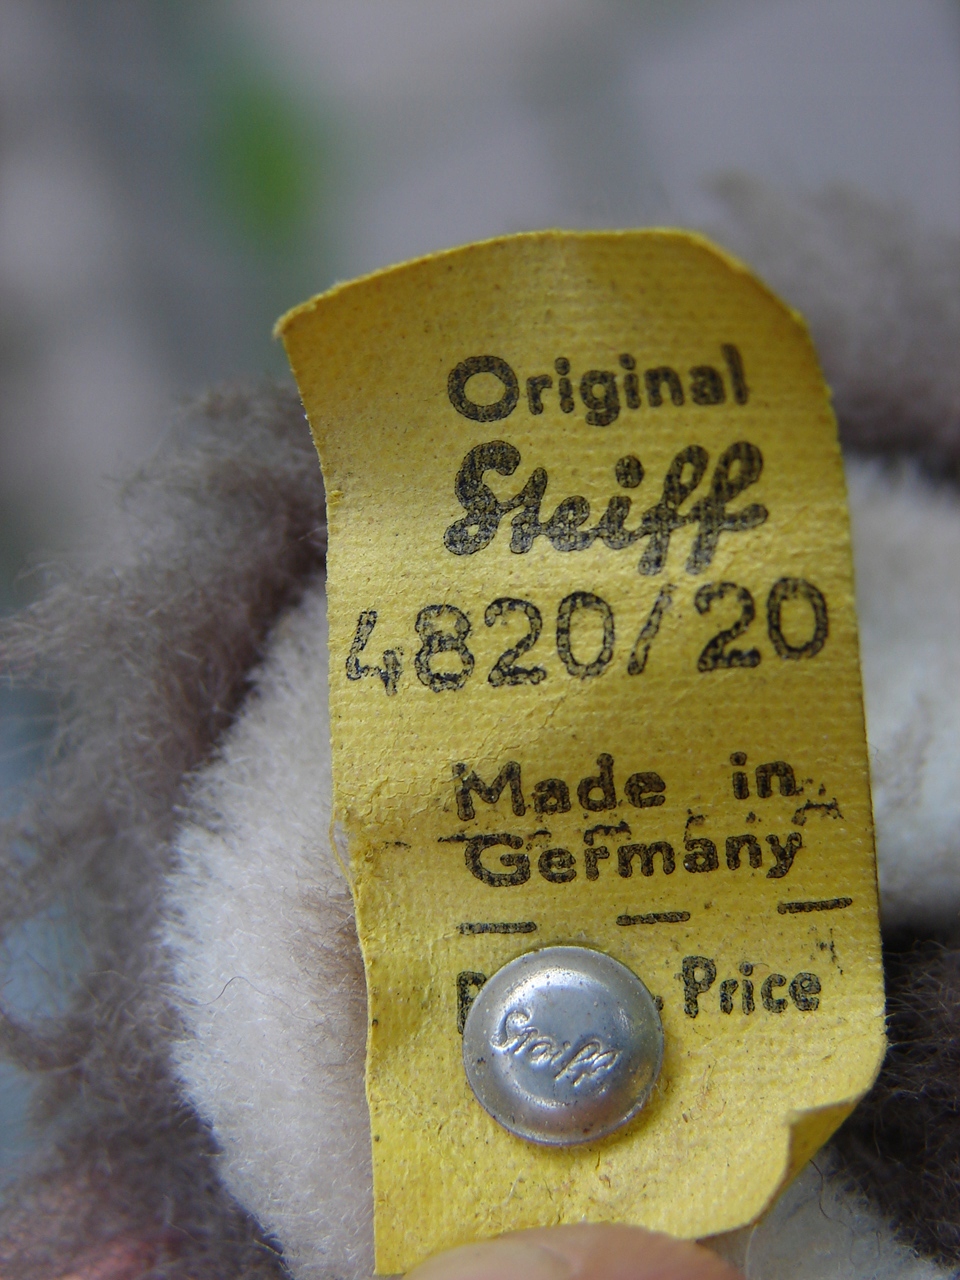 Original
Steiff
4820/20
Made in
Germany
Price
Steiff